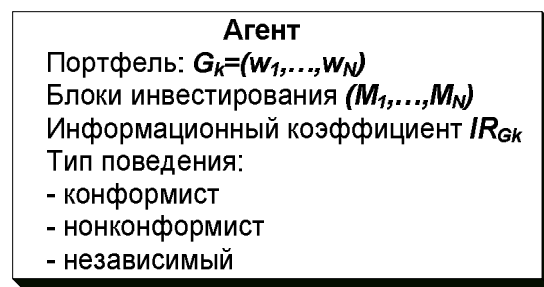 Агент
Портфель: Gk=(w1,…,wN)
Блоки инвестирования (M1,…,MN)
Информационный коэффициент IRGk
Тип поведения:
- конформист
- нонконформист
- независимый